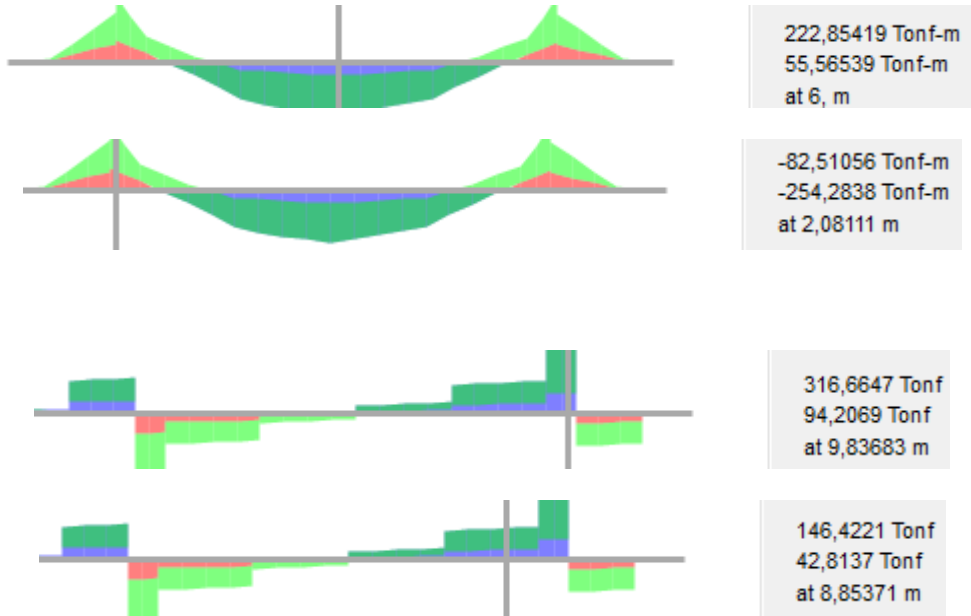 222,85419 Tonf-m
55,56539 Tonf-m
at 6, m
-82,51056 Tonf-m
-254,2838 Tonf-m
at 2,08111 m
316,6647 Tonf
94,2069 Tonf
at 9,83683 m
146,4221 Tonf
42,8137 Tonf
at 8,85371 m